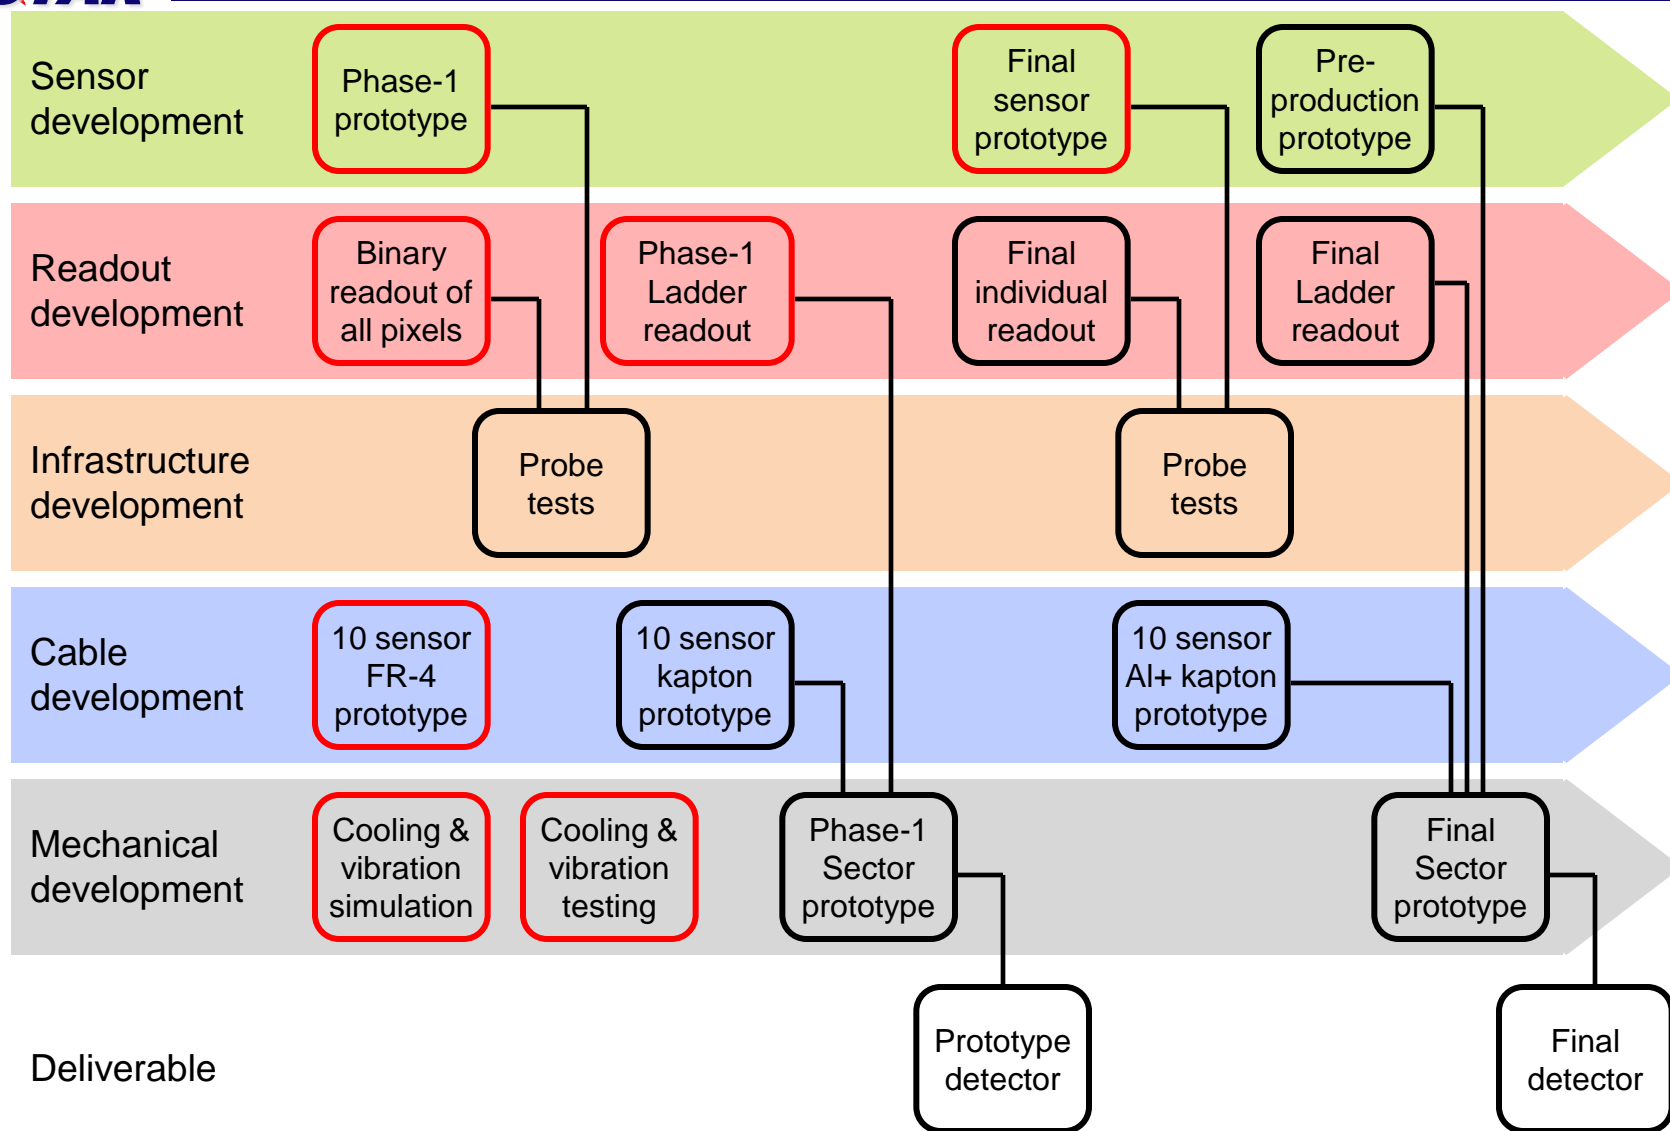 Sensor
development
Phase-1
prototype
Final
sensor
prototype
Pre-
production
prototype
Readout
development
Binary
readout of
all pixels
Phase-1
Ladder
readout
Final
individual
readout
Final
Ladder
readout
Infrastructure
development
Probe
tests
Probe
tests
Cable
development
10 sensor
FR-4
prototype
10 sensor
kapton
prototype
10 sensor
Al+ kapton
prototype
Mechanical
development
Cooling &
vibration
simulation
Cooling &
vibration
testing
Phase-1
Sector
prototype
Final
Sector
prototype
Deliverable
Prototype
detector
Final
detector